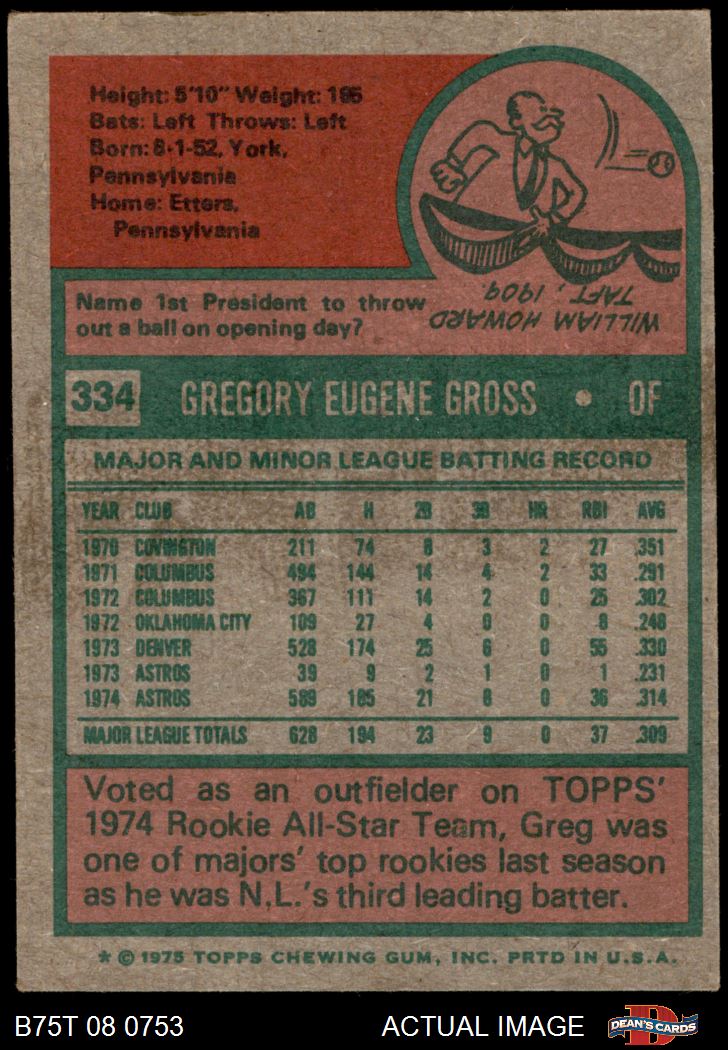 Height: 5'10" Weight: 195
Bats: Left Throws: Left
Born: 8-1-52, York,
Pennsylvania
Home: Etters,
Pennsylvania
Name 1st President to throw
out a ball on opening day?
WILLIAM HOWARD
TAFT, 1909.
334 GREGORY EUGENE GROSS • OF
MAJOR AND MINOR LEAGUE BATTING RECORD
YEAR CLUB AB H 2B 3B HR RBI AVG
1970 COVINGTON 211 74 8 3 2 27 .351
1971 COLUMBUS 494 144 14 4 2 33 .291
1972 COLUMBUS 367 111 14 2 0 25 .302
1972 OKLAHOMA CITY 109 27 4 0 0 8 .248
1973 DENVER 528 174 25 6 0 55 .330
1973 ASTROS 39 9 2 1 0 1 .231
1974 ASTROS 589 185 21 8 0 36 .314
MAJOR LEAGUE TOTALS 628 194 23 9 0 37 .309
Voted as an outfielder on TOPPS'
1974 Rookie All-Star Team, Greg was
one of majors' top rookies last season
as he was N.L.'s third leading batter.
* © 1975 TOPPS CHEWING GUM, INC. PRTD IN U.S.A.
B75T 08 0753 ACTUAL IMAGE DEAN'S CARDS